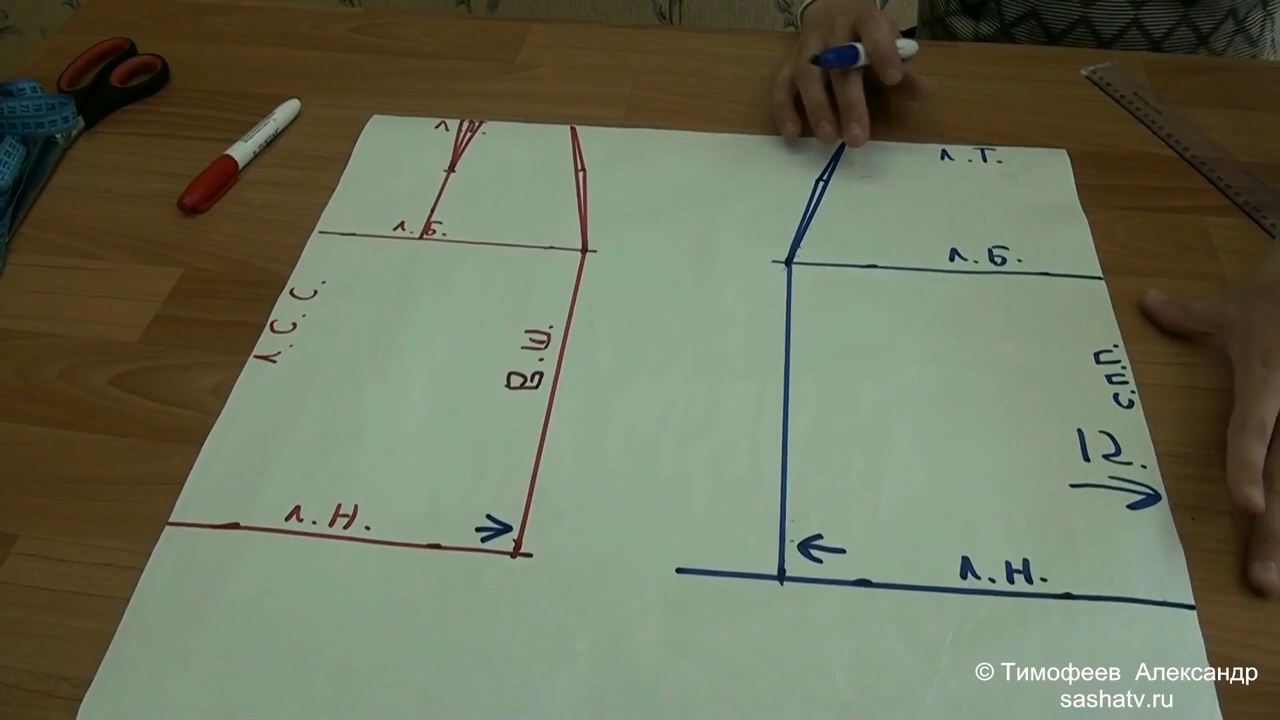 л.
л.Б.
Л.С.С.
В.Ш.
л.Н.
л.Т.
л.Б.
с.п.п.
12.
л.Н.
© Тимофеев Александр
sashatv.ru